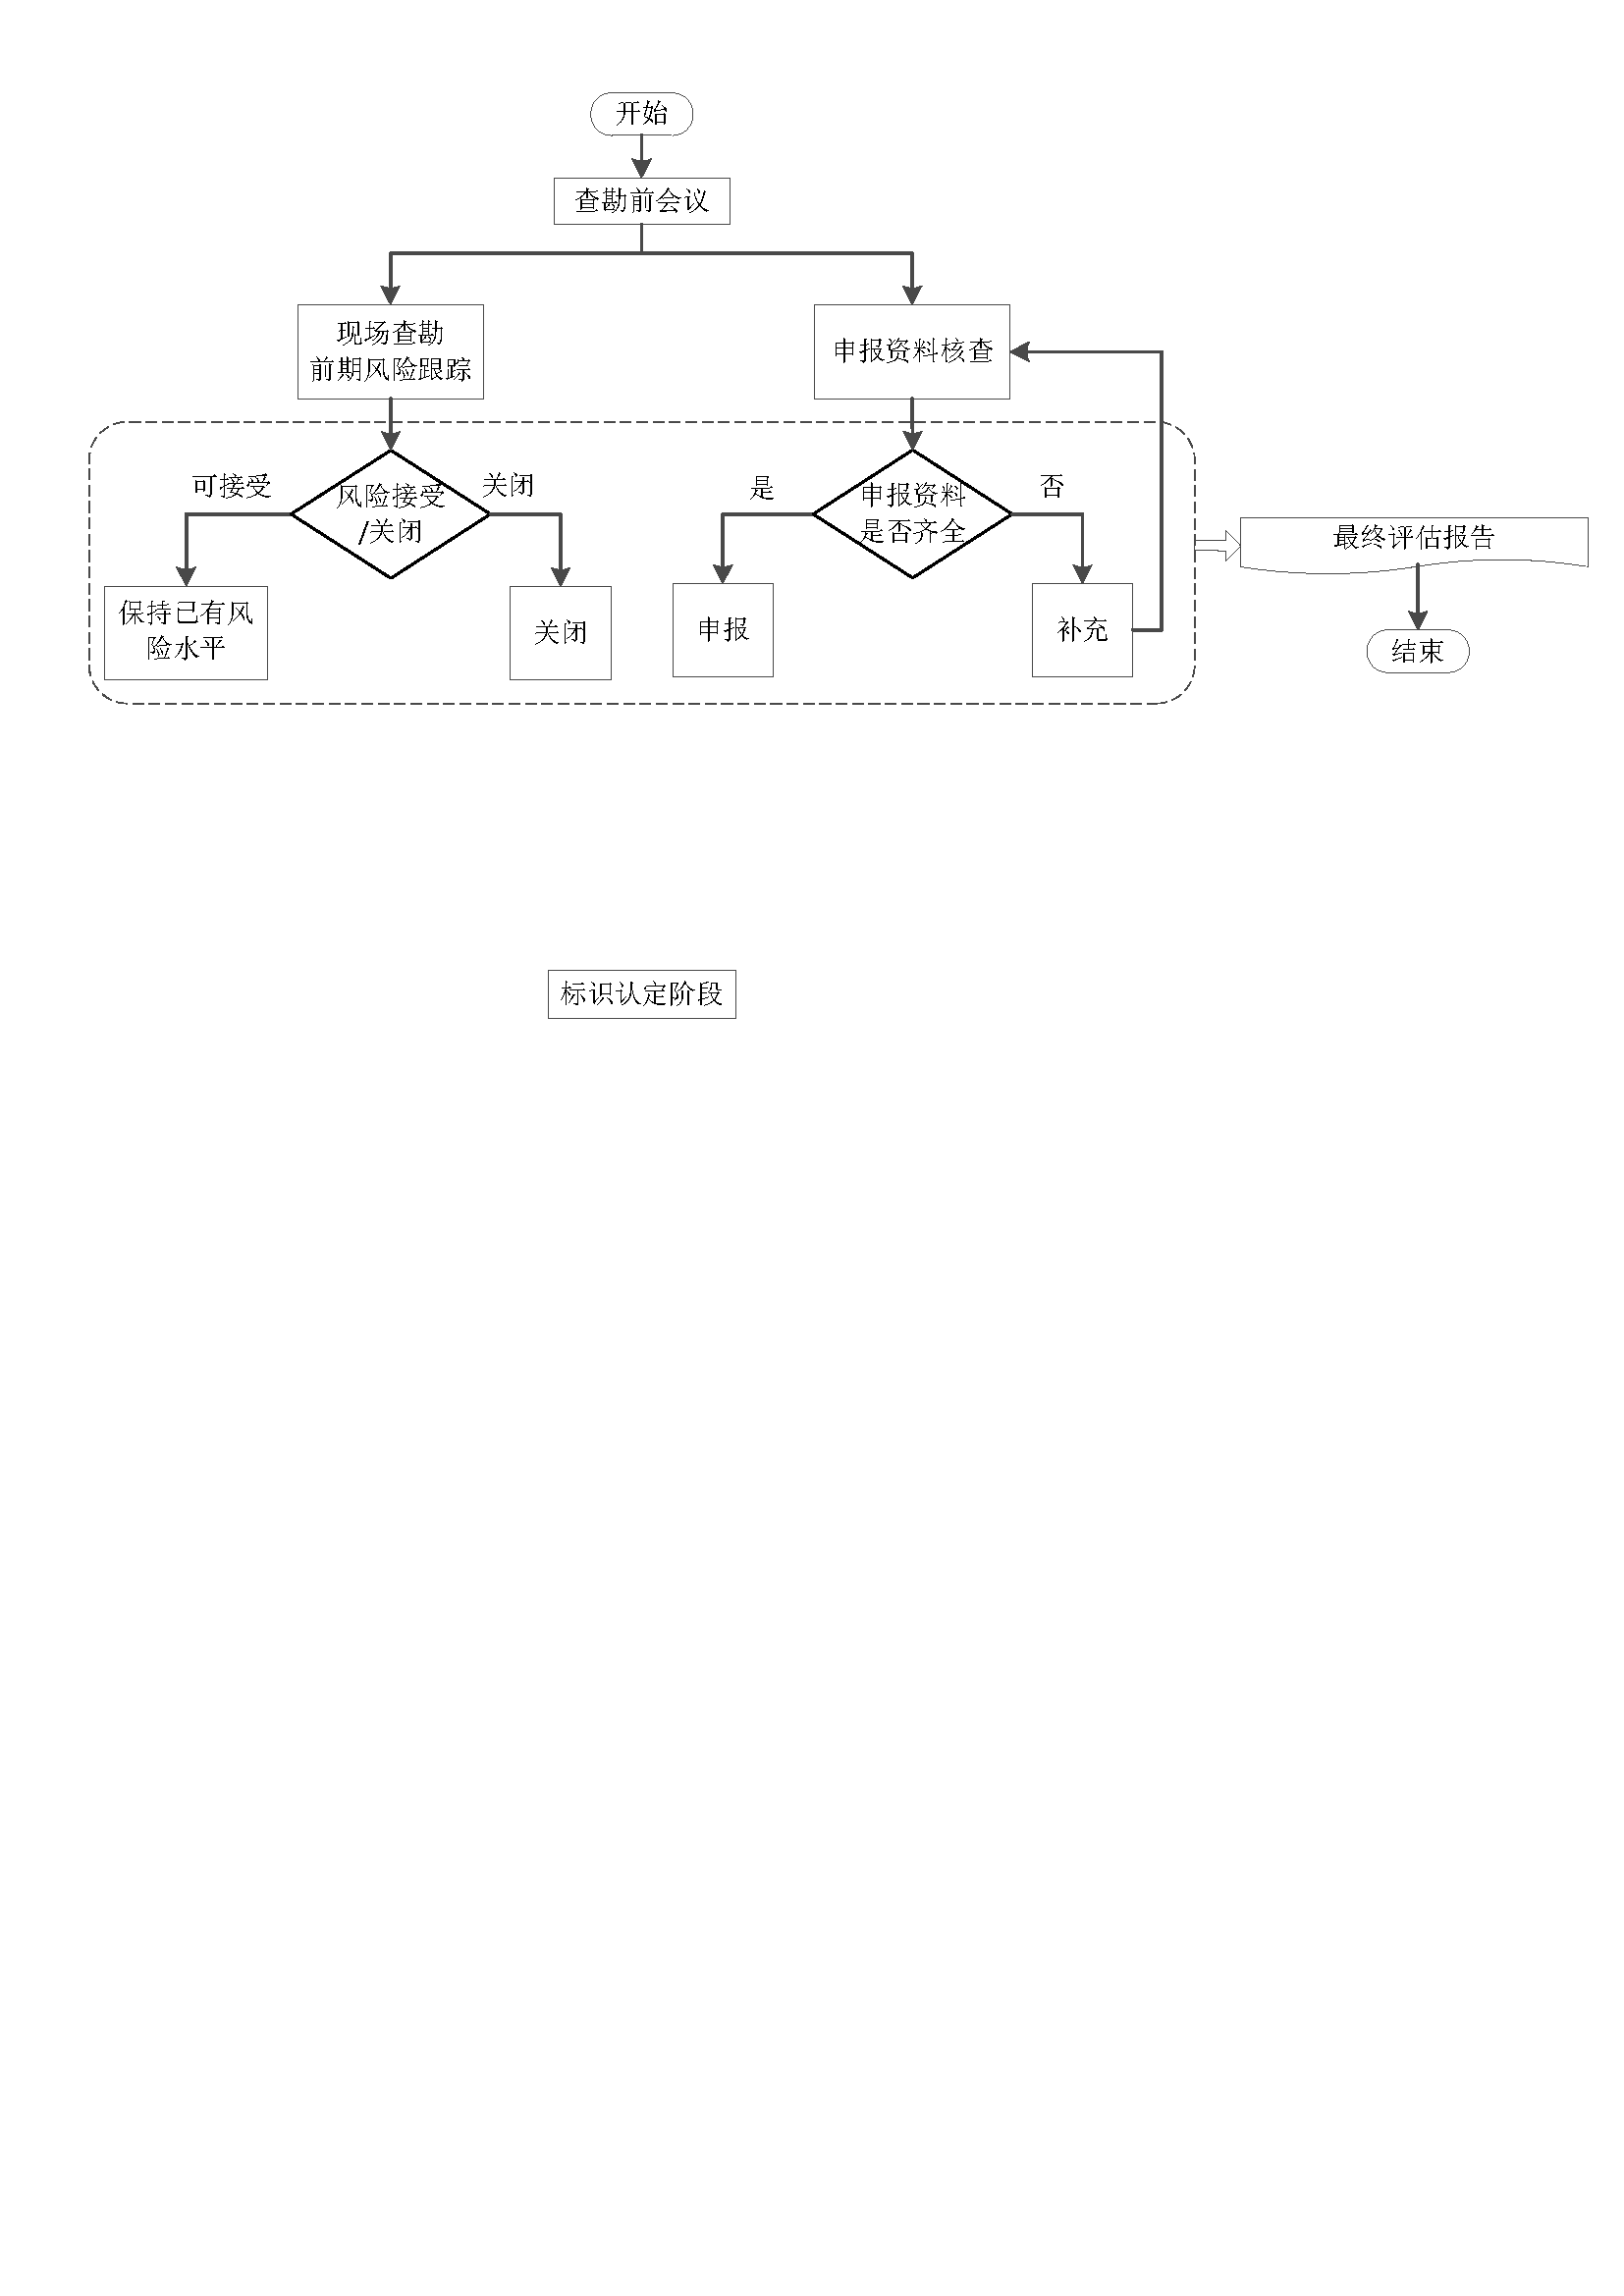 开始
查勘前会议
现场查勘
前期风险跟踪
申报资料核查
可接受
风险接受
/关闭
关闭
是
申报资料
是否齐全
否
最终评估报告
保持已有风
险水平
关闭
申报
补充
结束
标识认定阶段